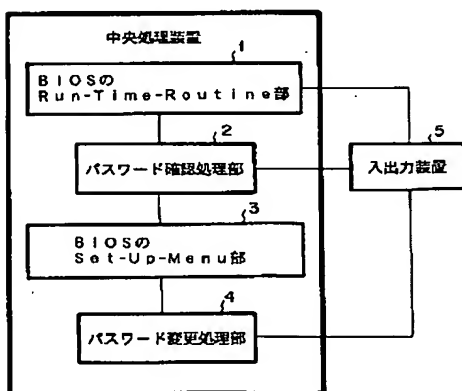 中央処理装置
1
BIOSの
Run-Time-Routine部
2
パスワード確認処理部
5
入出力装置
3
BIOSの
Set-Up-Menu部
4
パスワード変更処理部